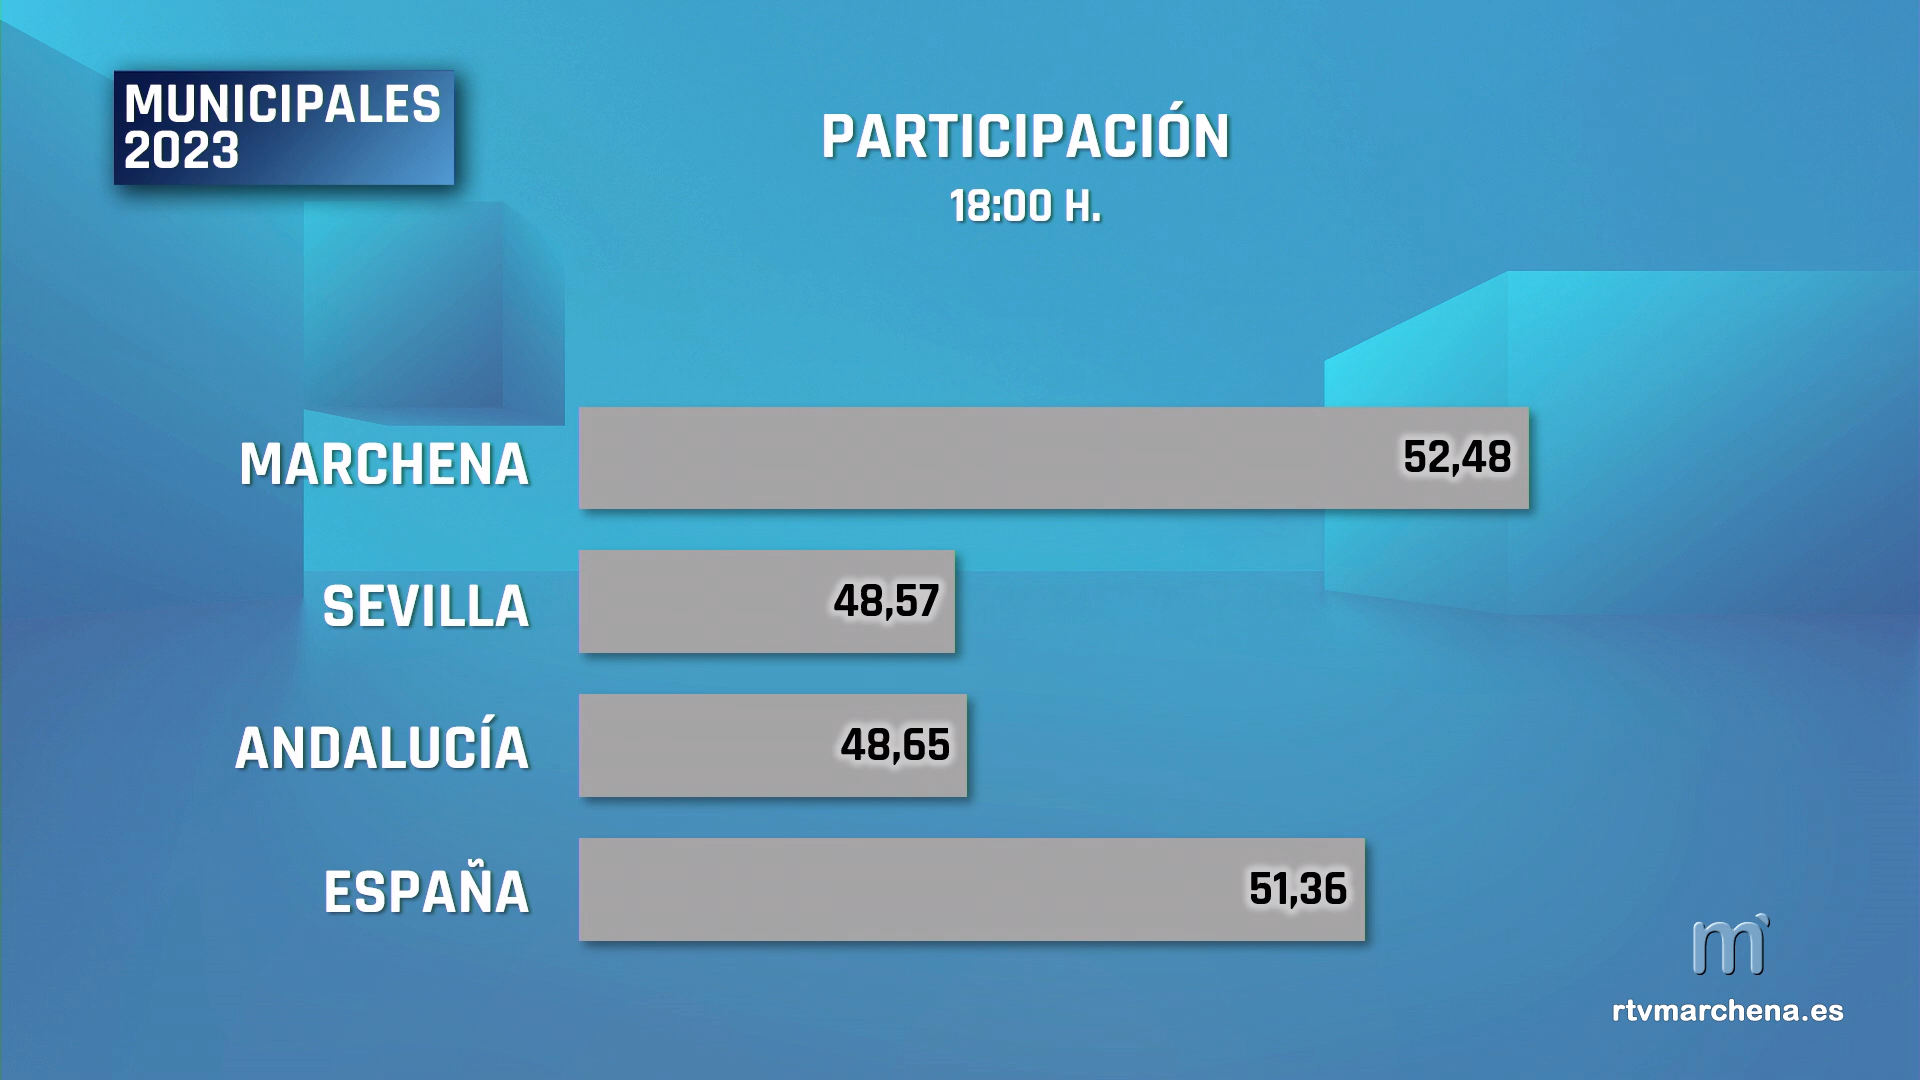 MUNICIPALES
2023
PARTICIPACIÓN
18:00 H.
MARCHENA
52,48
SEVILLA
48,57
ANDALUCÍA
48,65
ESPAÑA
51,36
m
rtvmarchena.es